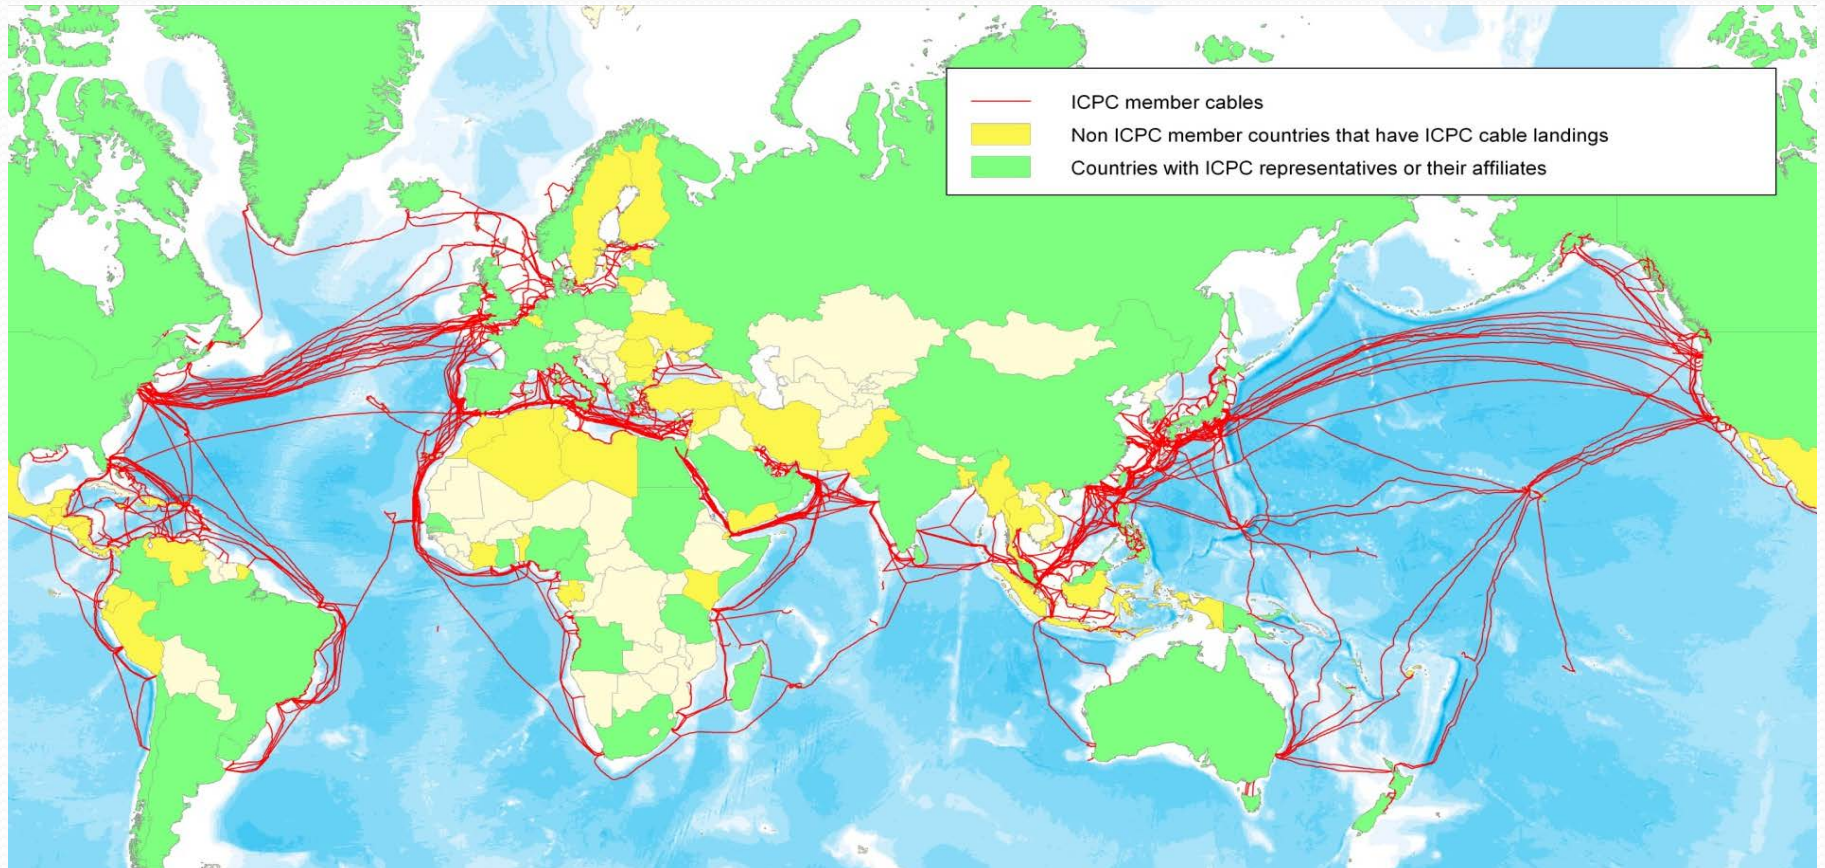 ICPC member cables
Non ICPC member countries that have ICPC cable landings
Countries with ICPC representatives or their affiliates